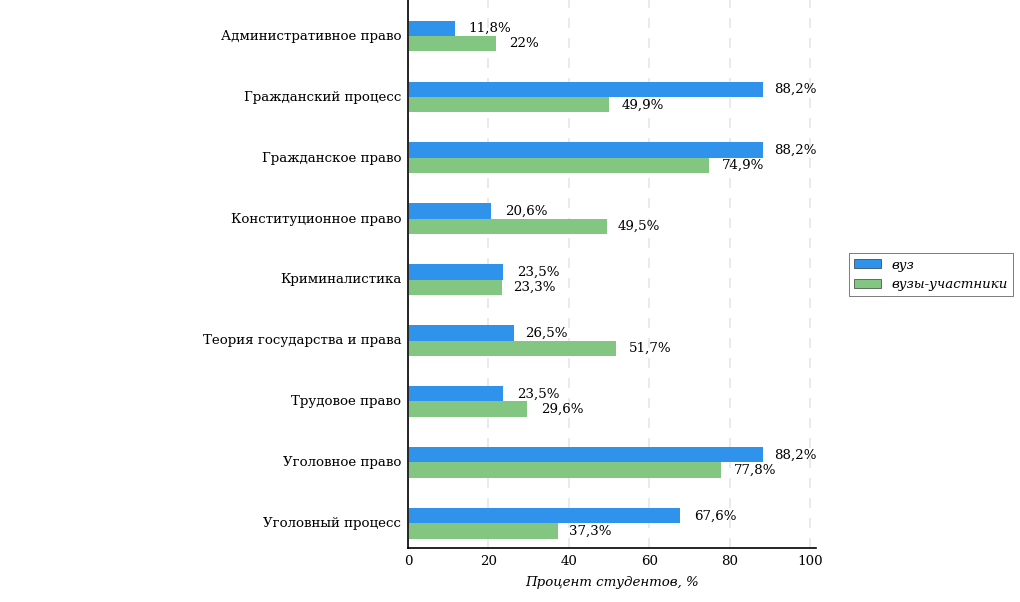 Административное право
11,8%
22%
Гражданский процесс
88,2%
49,9%
Гражданское право
88,2%
74,9%
Конституционное право
20,6%
49,5%
Криминалистика
23,5%
23,3%
Теория государства и права
26,5%
51,7%
Трудовое право
23,5%
29,6%
Уголовное право
88,2%
77,8%
Уголовный процесс
67,6%
37,3%
0 20 40 60 80 100
Процент студентов, %
вуз
вузы-участники